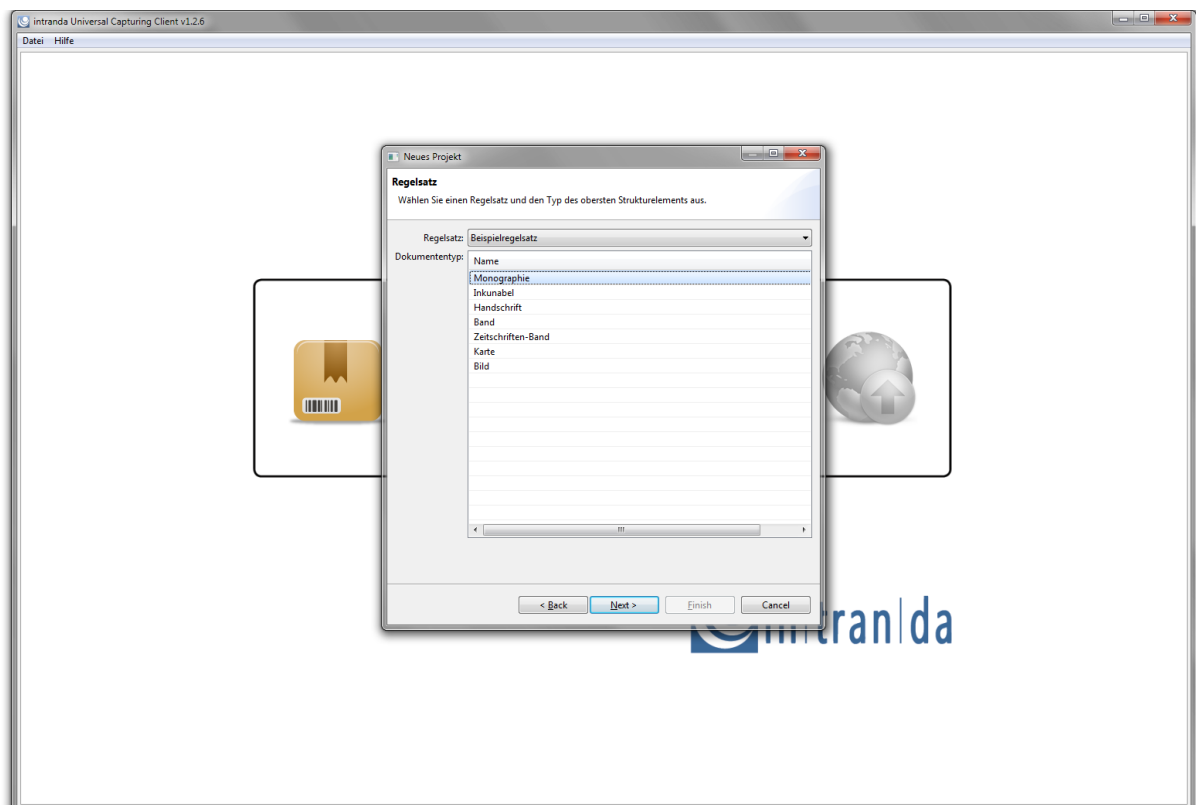 intranda Universal Capturing Client v1.2.6
Datei Hilfe
Neues Projekt
Regelsatz
Wählen Sie einen Regelsatz und den Typ des obersten Strukturelements aus.
Regelsatz: Beispielregelsatz
Dokumententyp: Name
Monographie
Inkunabel
Handschrift
Band
Zeitschriften-Band
Karte
Bild
< Back Next > Finish Cancel
intran|da